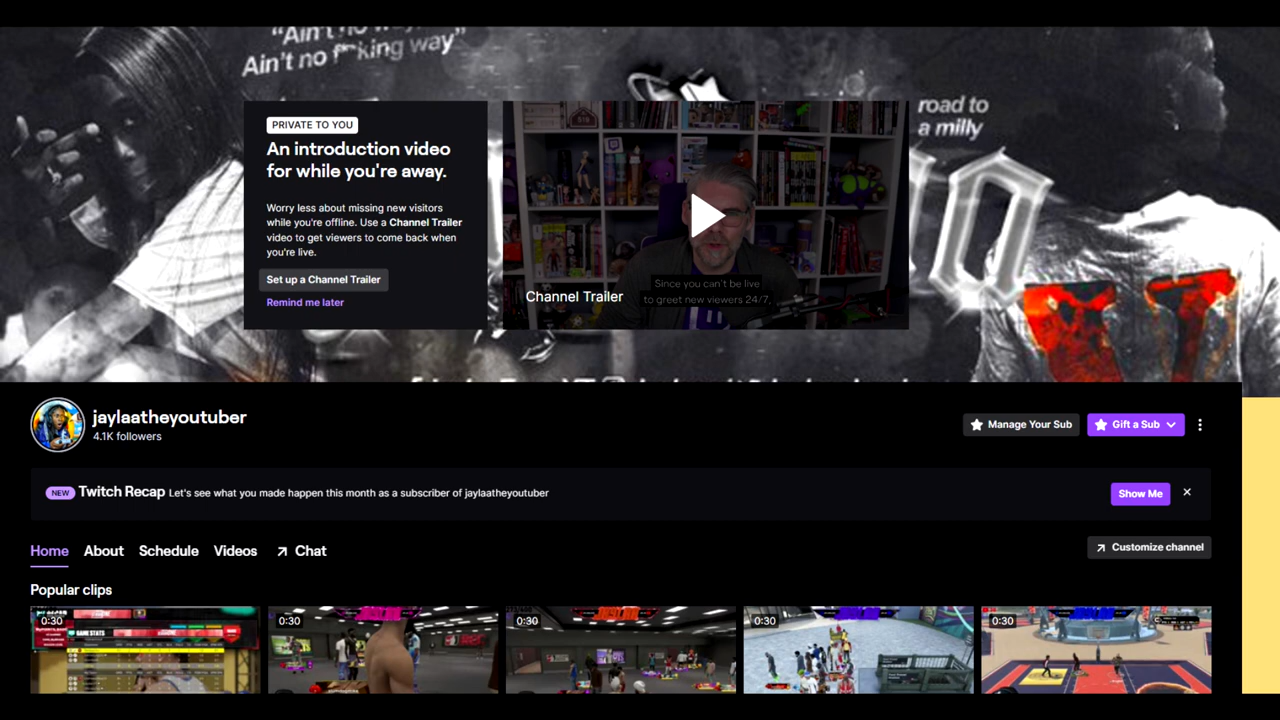 “Ain't no way”
Ain't no f**king way”
road to
a milly
PRIVATE TO YOU
An introduction video
for while you're away.
Worry less about missing new visitors
while you're offline. Use a Channel Trailer
video to get viewers to come back when
you're live.
Set up a Channel Trailer
Remind me later
Since you can't be live
to greet new viewers 24/7,
Channel Trailer
jaylaatheyoutuber
4.1K followers
Manage Your Sub
Gift a Sub
NEW Twitch Recap Let's see what you made happen this month as a subscriber of jaylaatheyoutuber
Show Me
Home About Schedule Videos Chat
Customize channel
Popular clips
0:30
GAME STATS
0:30
0:30
0:30
0:30